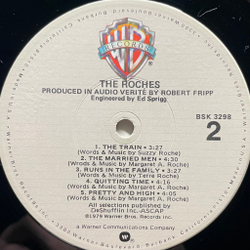 RECORDS
THE ROCHES
PRODUCED IN AUDIO VERITÉ BY ROBERT FRIPP
Engineered by Ed Sprigg
BSK 3298
2
1. THE TRAIN • 3:27
(Words & Music by Suzzy Roche)
2. THE MARRIED MEN • 4:30
(Words & Music by Margaret A. Roche)
3. RUNS IN THE FAMILY • 3:27
(Words & Music by Terre Roche)
4. QUITTING TIME • 4:20
(Words & Music by Margaret A. Roche)
5. PRETTY AND HIGH • 4:05
(Words & Music by Margaret A. Roche)
All selections published by
DeShufflin Inc.-ASCAP
©1979 Warner Bros. Records Inc.
a Warner Communications Company